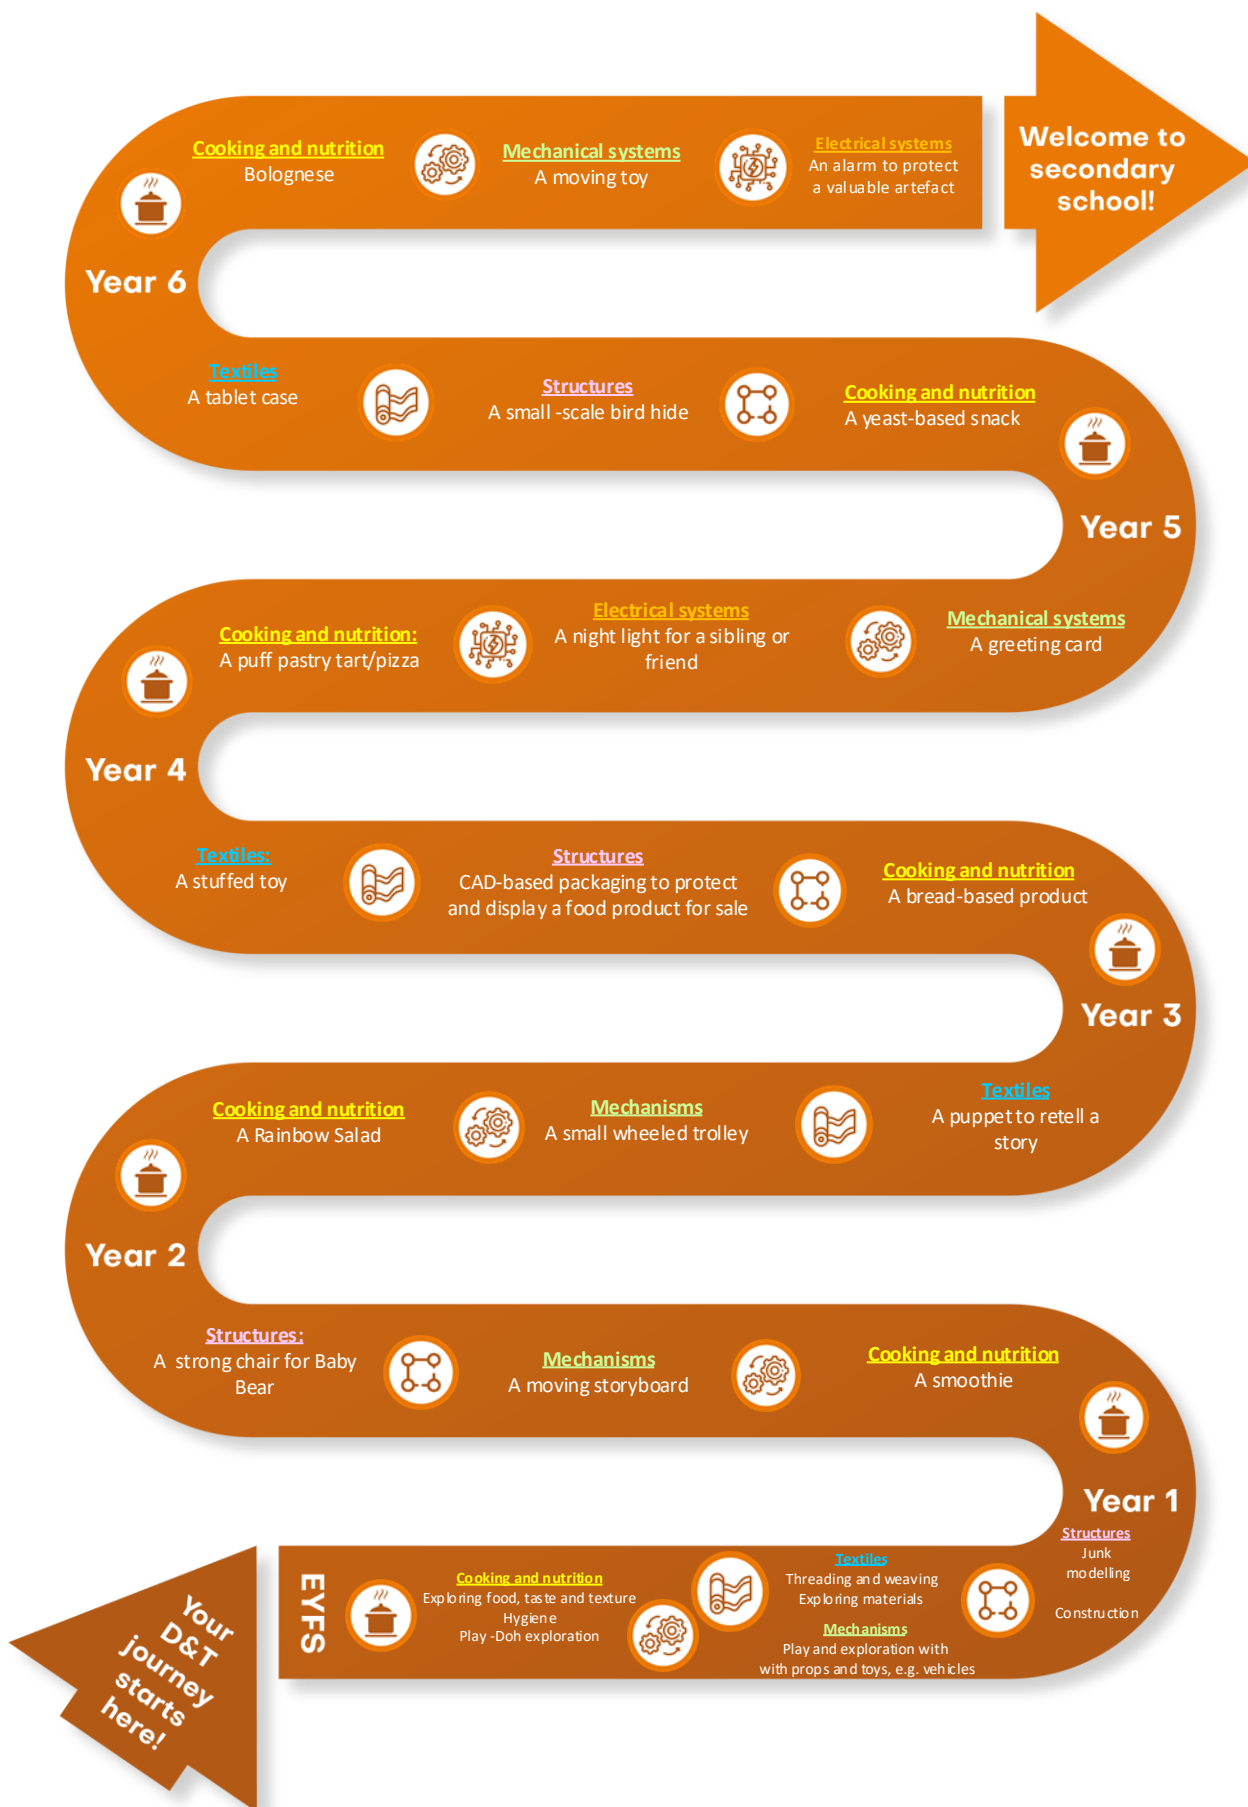 Welcome to
secondary
school!
Cooking and nutrition
Bolognese
Mechanical systems
A moving toy
Electrical systems
An alarm to protect
a valuable artefact
Year 6
Textiles
A tablet case
Structures
A small -scale bird hide
Cooking and nutrition
A yeast-based snack
Year 5
Cooking and nutrition:
A puff pastry tart/pizza
Electrical systems
A night light for a sibling or
friend
Mechanical systems
A greeting card
Year 4
Textiles:
A stuffed toy
Structures
CAD-based packaging to protect
and display a food product for sale
Cooking and nutrition
A bread-based product
Year 3
Cooking and nutrition
A Rainbow Salad
Mechanisms
A small wheeled trolley
Textiles
A puppet to retell a
story
Year 2
Structures:
A strong chair for Baby
Bear
Mechanisms
A moving storyboard
Cooking and nutrition
A smoothie
Year 1
Structures
Junk
modelling
Construction
EYFS
Cooking and nutrition
Exploring food, taste and texture
Hygiene
Play -Doh exploration
Textiles
Threading and weaving
Exploring materials
Mechanisms
Play and exploration with
with props and toys, e.g. vehicles
Your
D&T
journey
starts
here!